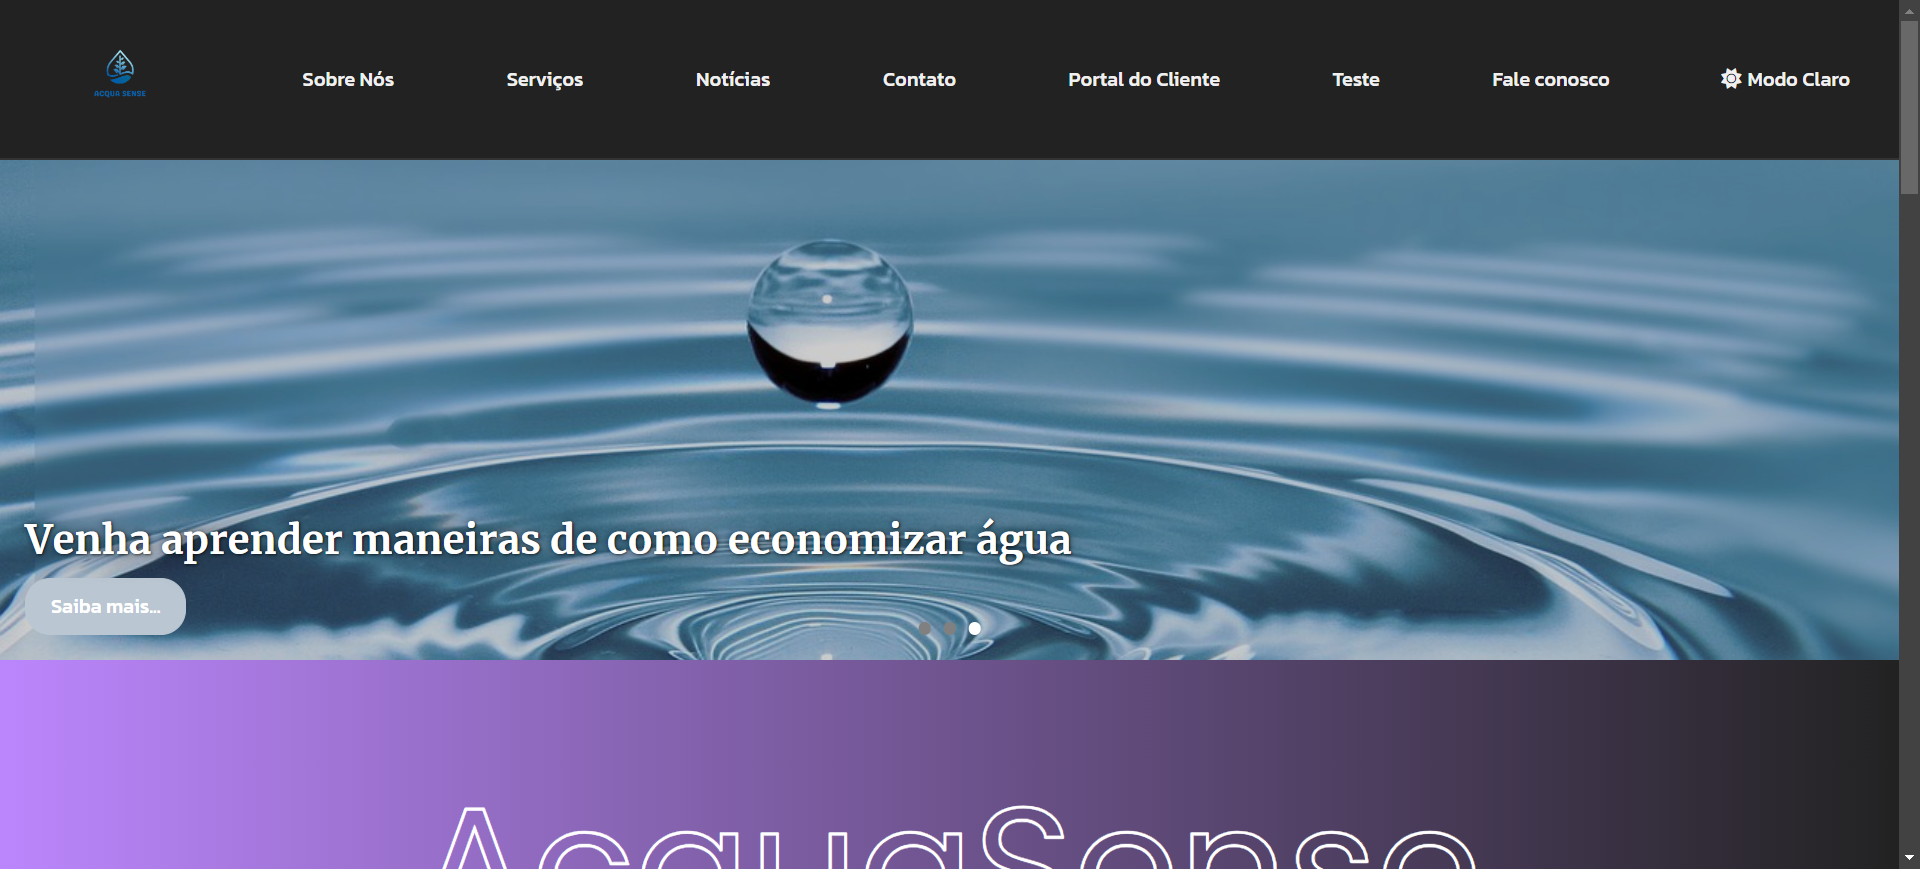 ACQUA SENSE
Sobre Nós
Serviços
Notícias
Contato
Portal do Cliente
Teste
Fale conosco
Modo Claro
Venha aprender maneiras de como economizar água
Saiba mais...
AcquaSense